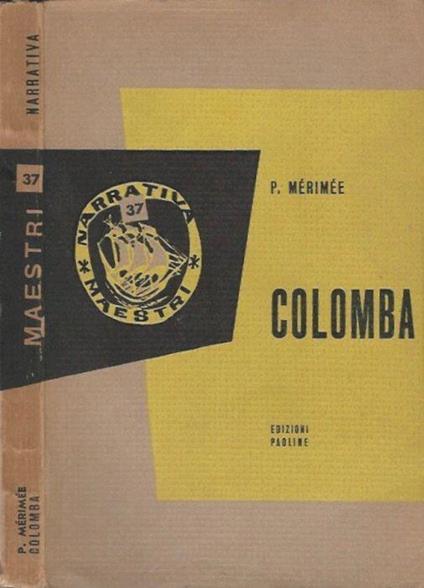 NARRATIVA
37
MAESTRI
P. MÉRIMÉE
COLOMBA
NARRATIVA
37
MAESTRI
P. MÉRIMÉE
COLOMBA
EDIZIONI
PAOLINE